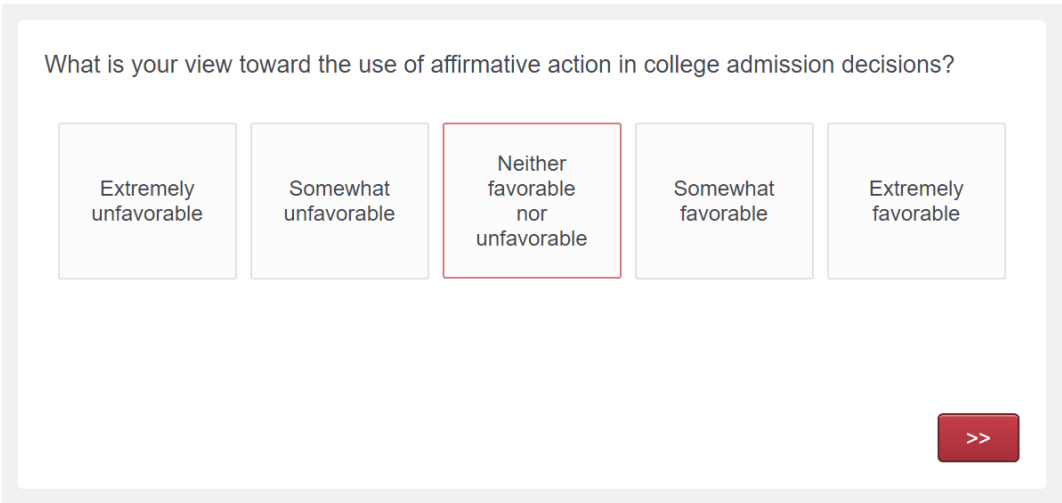 What is your view toward the use of affirmative action in college admission decisions?
Extremely
unfavorable
Somewhat
unfavorable
Neither
favorable
nor
unfavorable
Somewhat
favorable
Extremely
favorable
>>